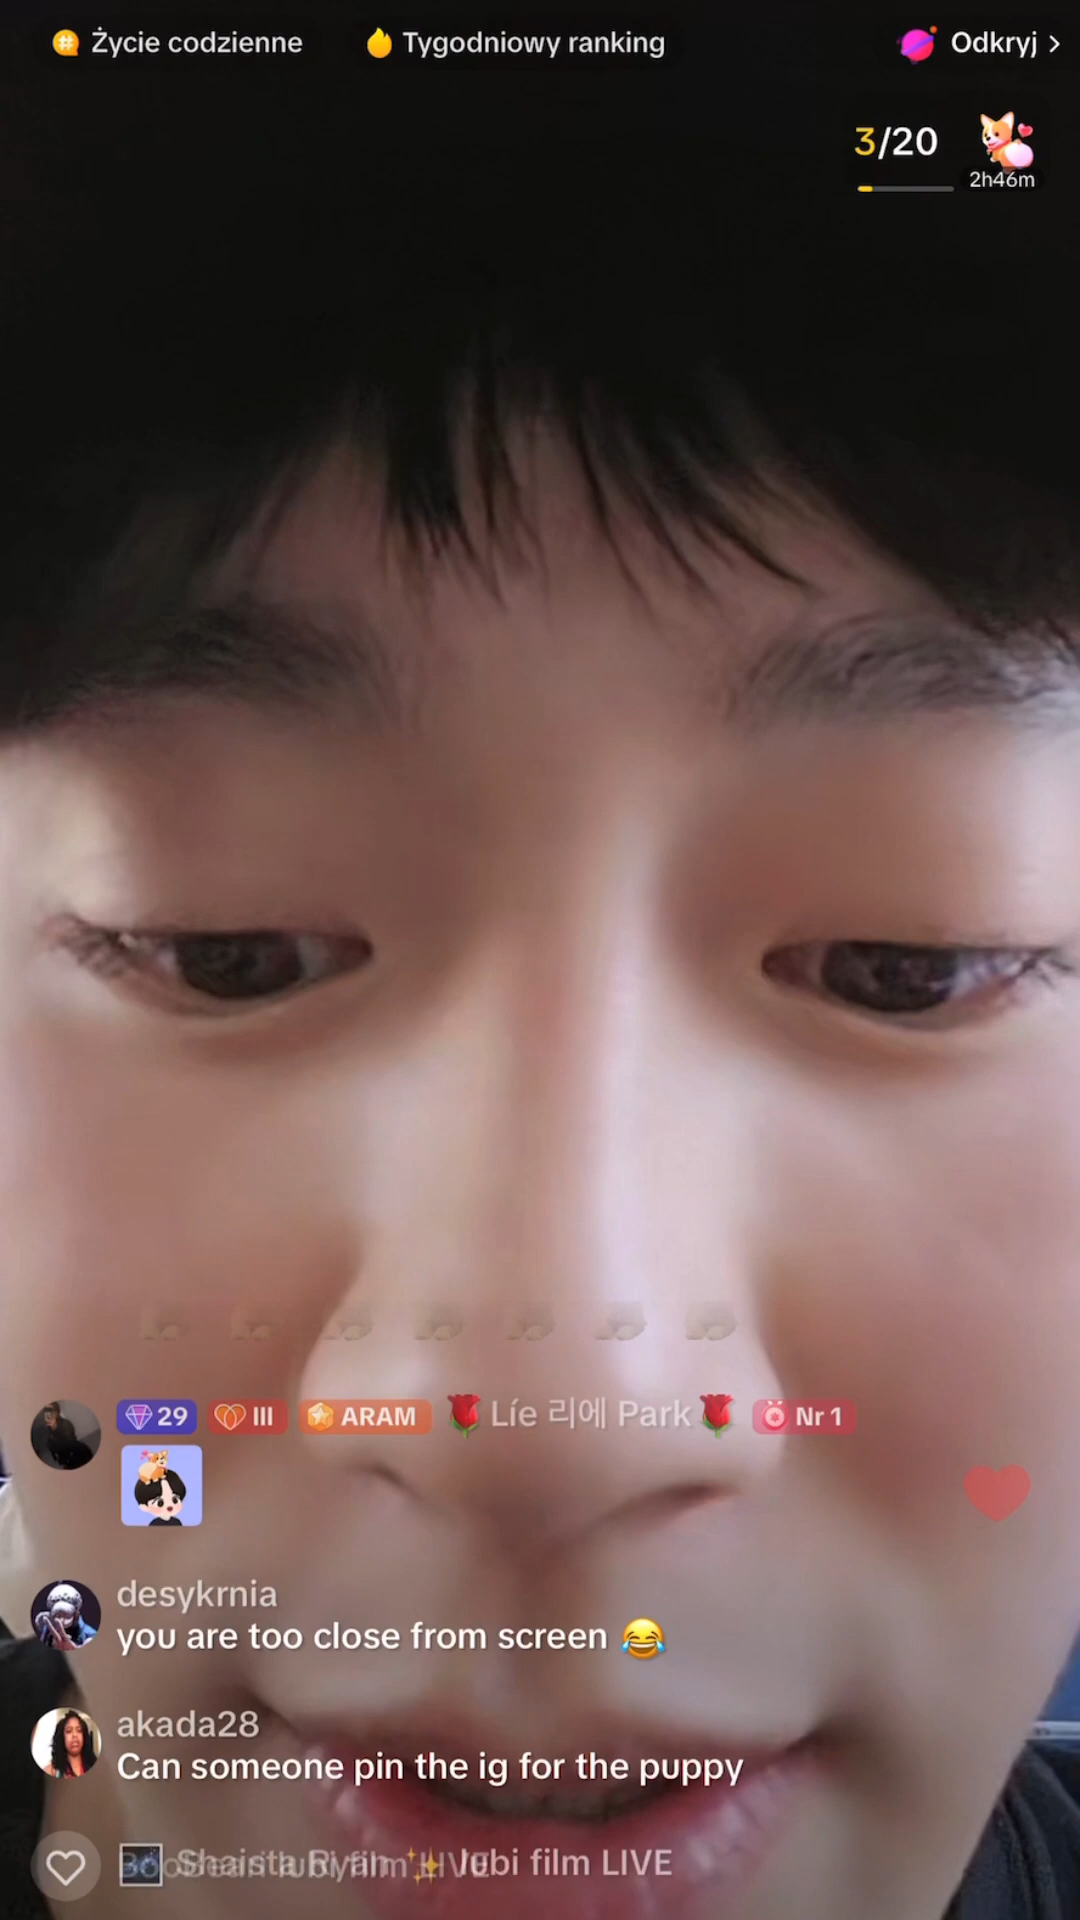 Życie codzienne
Tygodniowy ranking
Odkryj
3/20
2h46m
29 III ARAM 🌹Líe 리에 Park🌹 Nr 1
desykrnia
you are too close from screen 😂
akada28
Can someone pin the ig for the puppy
lubi film LIVE